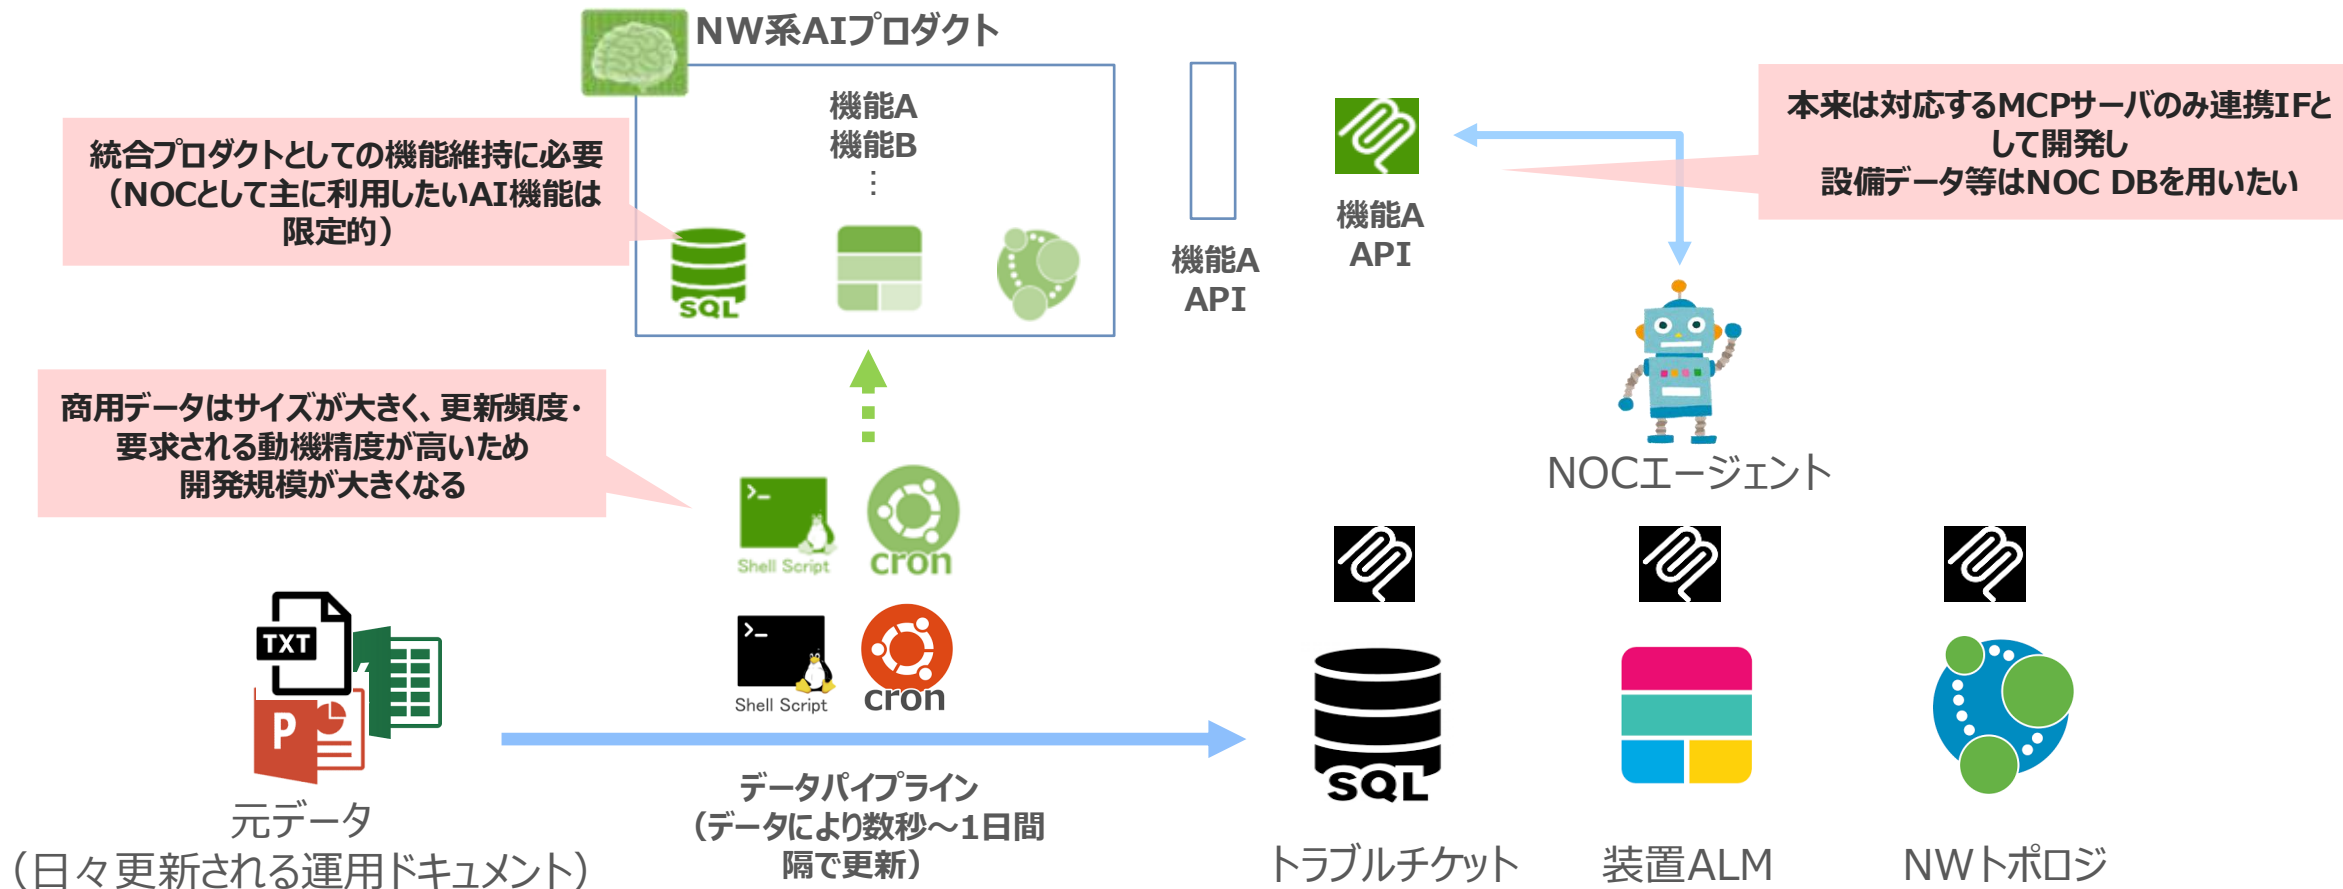 NW系AIプロダクト
機能A
機能B
⋮
統合プロダクトとしての機能維持に必要
（NOCとして主に利用したいAI機能は
限定的）
SQL
機能A
API
機能A
API
本来は対応するMCPサーバのみ連携IFと
して開発し
設備データ等はNOC DBを用いたい
商用データはサイズが大きく、更新頻度・
要求される動機精度が高いため
開発規模が大きくなる
>_
Shell Script
cron
NOCエージェント
TXT
P
>_
Shell Script
cron
元データ
（日々更新される運用ドキュメント）
データパイプライン
（データにより数秒～1日間
隔で更新）
SQL
トラブルチケット
装置ALM
NWトポロジ